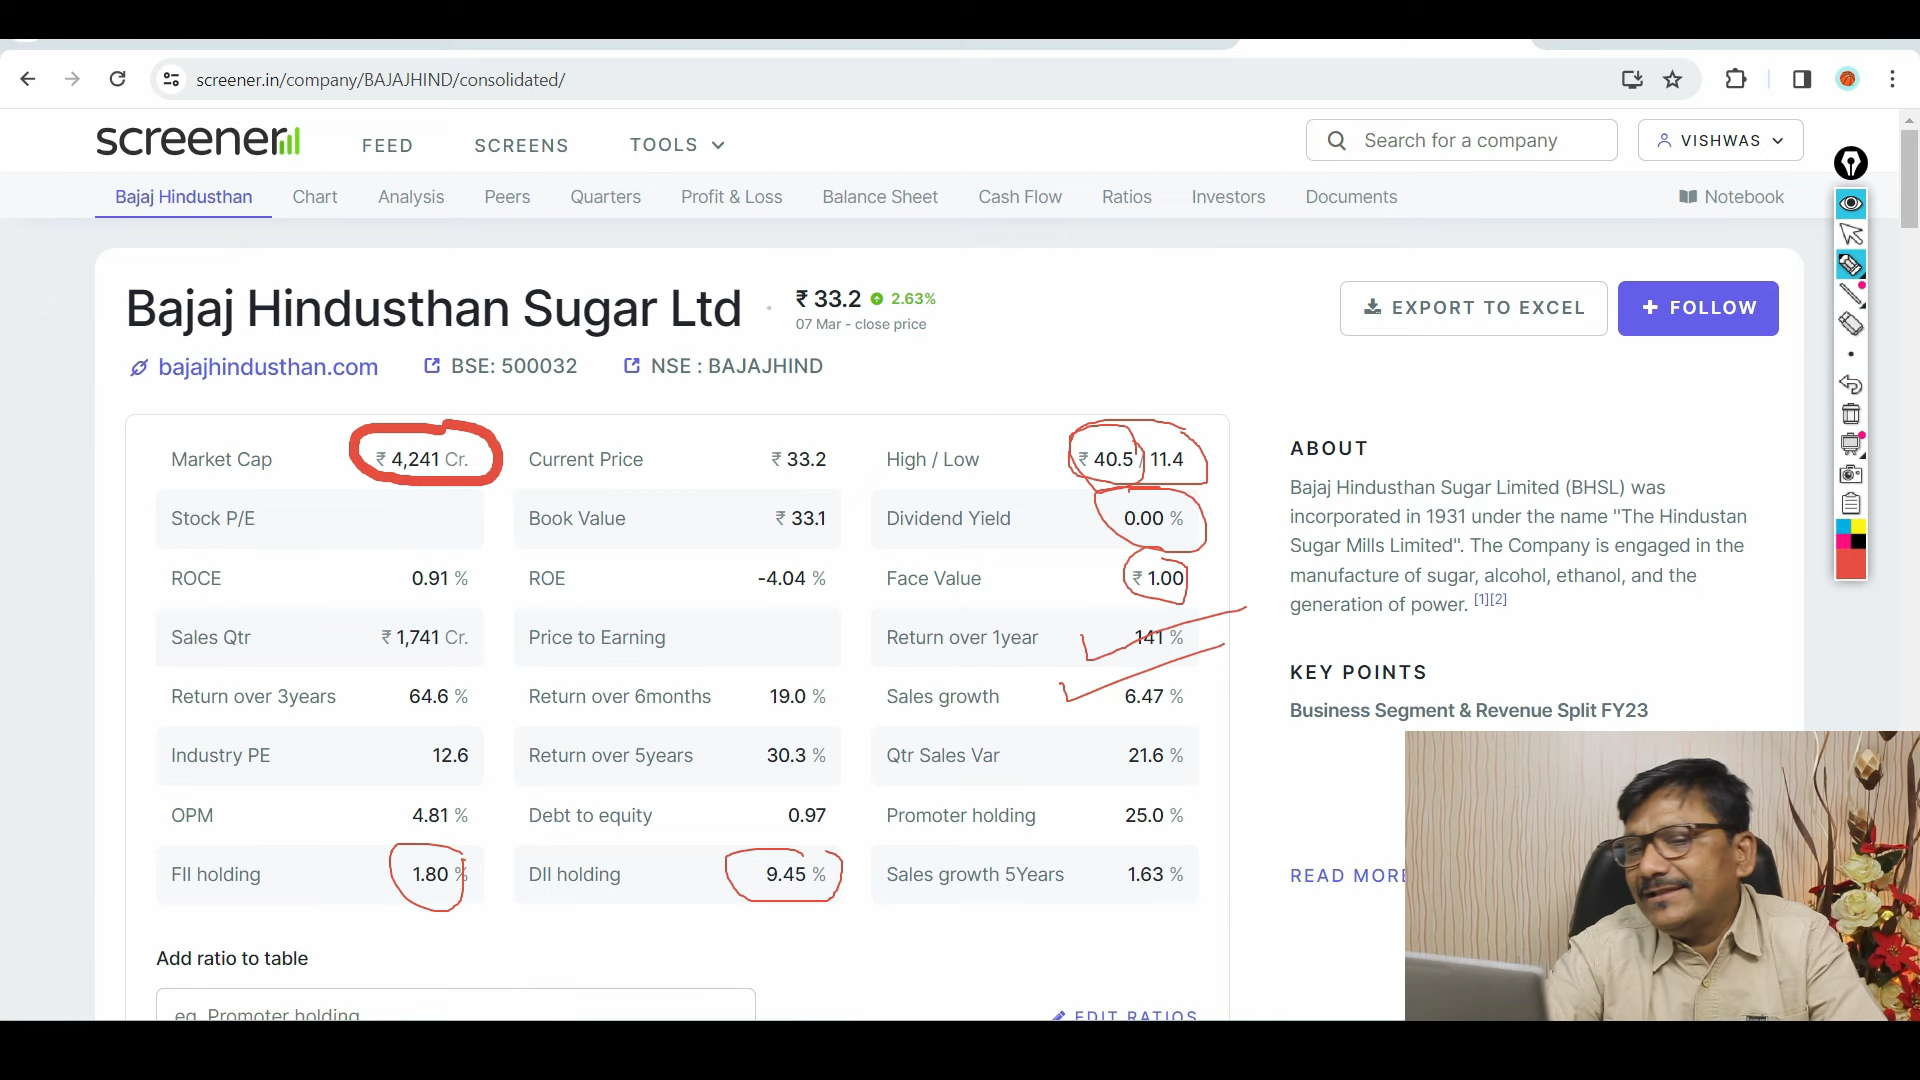 screener.in/company/BAJAJHIND/consolidated/
screener
FEED
SCREENS
TOOLS
Search for a company
VISHWAS
Bajaj Hindusthan
Chart
Analysis
Peers
Quarters
Profit & Loss
Balance Sheet
Cash Flow
Ratios
Investors
Documents
Notebook
Bajaj Hindusthan Sugar Ltd
₹ 33.2 2.63%
07 Mar - close price
EXPORT TO EXCEL
+ FOLLOW
bajajhindusthan.com
BSE: 500032
NSE : BAJAJHIND
Market Cap ₹ 4,241 Cr.
Current Price ₹ 33.2
High / Low ₹ 40.5 / 11.4
Stock P/E
Book Value ₹ 33.1
Dividend Yield 0.00 %
ROCE 0.91 %
ROE -4.04 %
Face Value ₹ 1.00
Sales Qtr ₹ 1,741 Cr.
Price to Earning
Return over 1year 141 %
Return over 3years 64.6 %
Return over 6months 19.0 %
Sales growth 6.47 %
Industry PE 12.6
Return over 5years 30.3 %
Qtr Sales Var 21.6 %
OPM 4.81 %
Debt to equity 0.97
Promoter holding 25.0 %
FII holding 1.80 %
DII holding 9.45 %
Sales growth 5Years 1.63 %
Add ratio to table
eg. Promoter holding
EDIT RATIOS
ABOUT
Bajaj Hindusthan Sugar Limited (BHSL) was
incorporated in 1931 under the name "The Hindustan
Sugar Mills Limited". The Company is engaged in the
manufacture of sugar, alcohol, ethanol, and the
generation of power. [1][2]
KEY POINTS
Business Segment & Revenue Split FY23
READ MORE